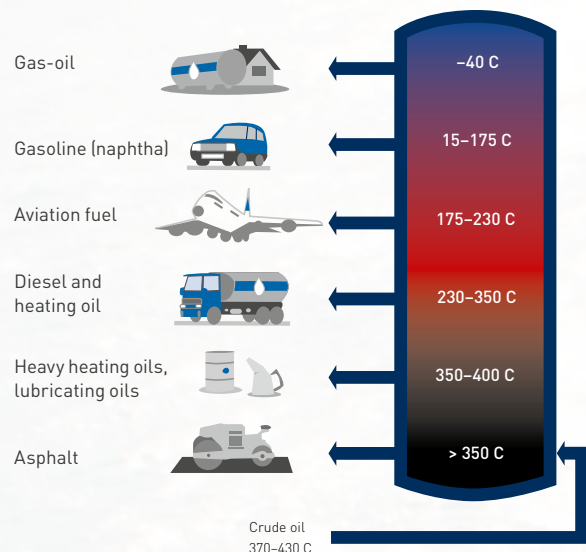 Gas-oil
–40 C
Gasoline (naphtha)
15–175 C
Aviation fuel
175–230 C
Diesel and
heating oil
230–350 C
Heavy heating oils,
lubricating oils
350–400 C
Asphalt
> 350 C
Crude oil
370–430 C